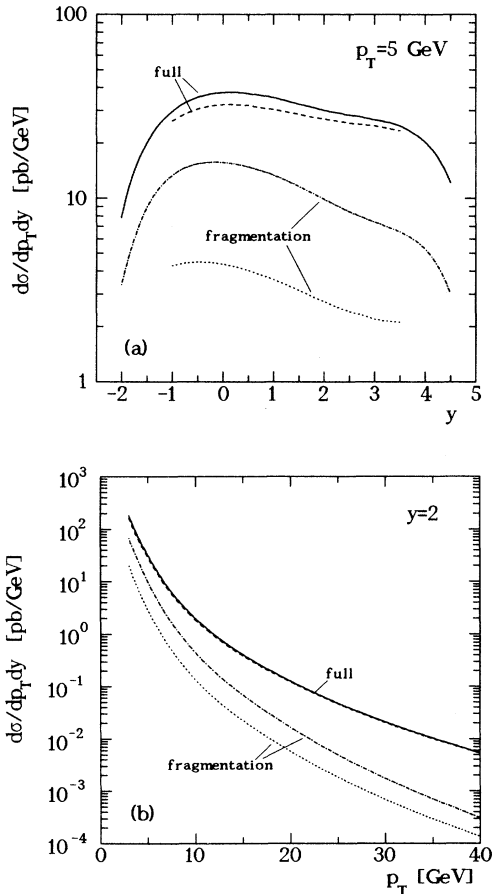 100
p_T=5 GeV
full
dσ/dp_Tdy [pb/GeV]
10
fragmentation
(a)
1
-2 -1 0 1 2 3 4 5
y
10^3
y=2
10^2
10^1
dσ/dp_Tdy [pb/GeV]
10^0
full
10^-1
10^-2
fragmentation
10^-3
(b)
10^-4
0 10 20 30 40
p_T [GeV]